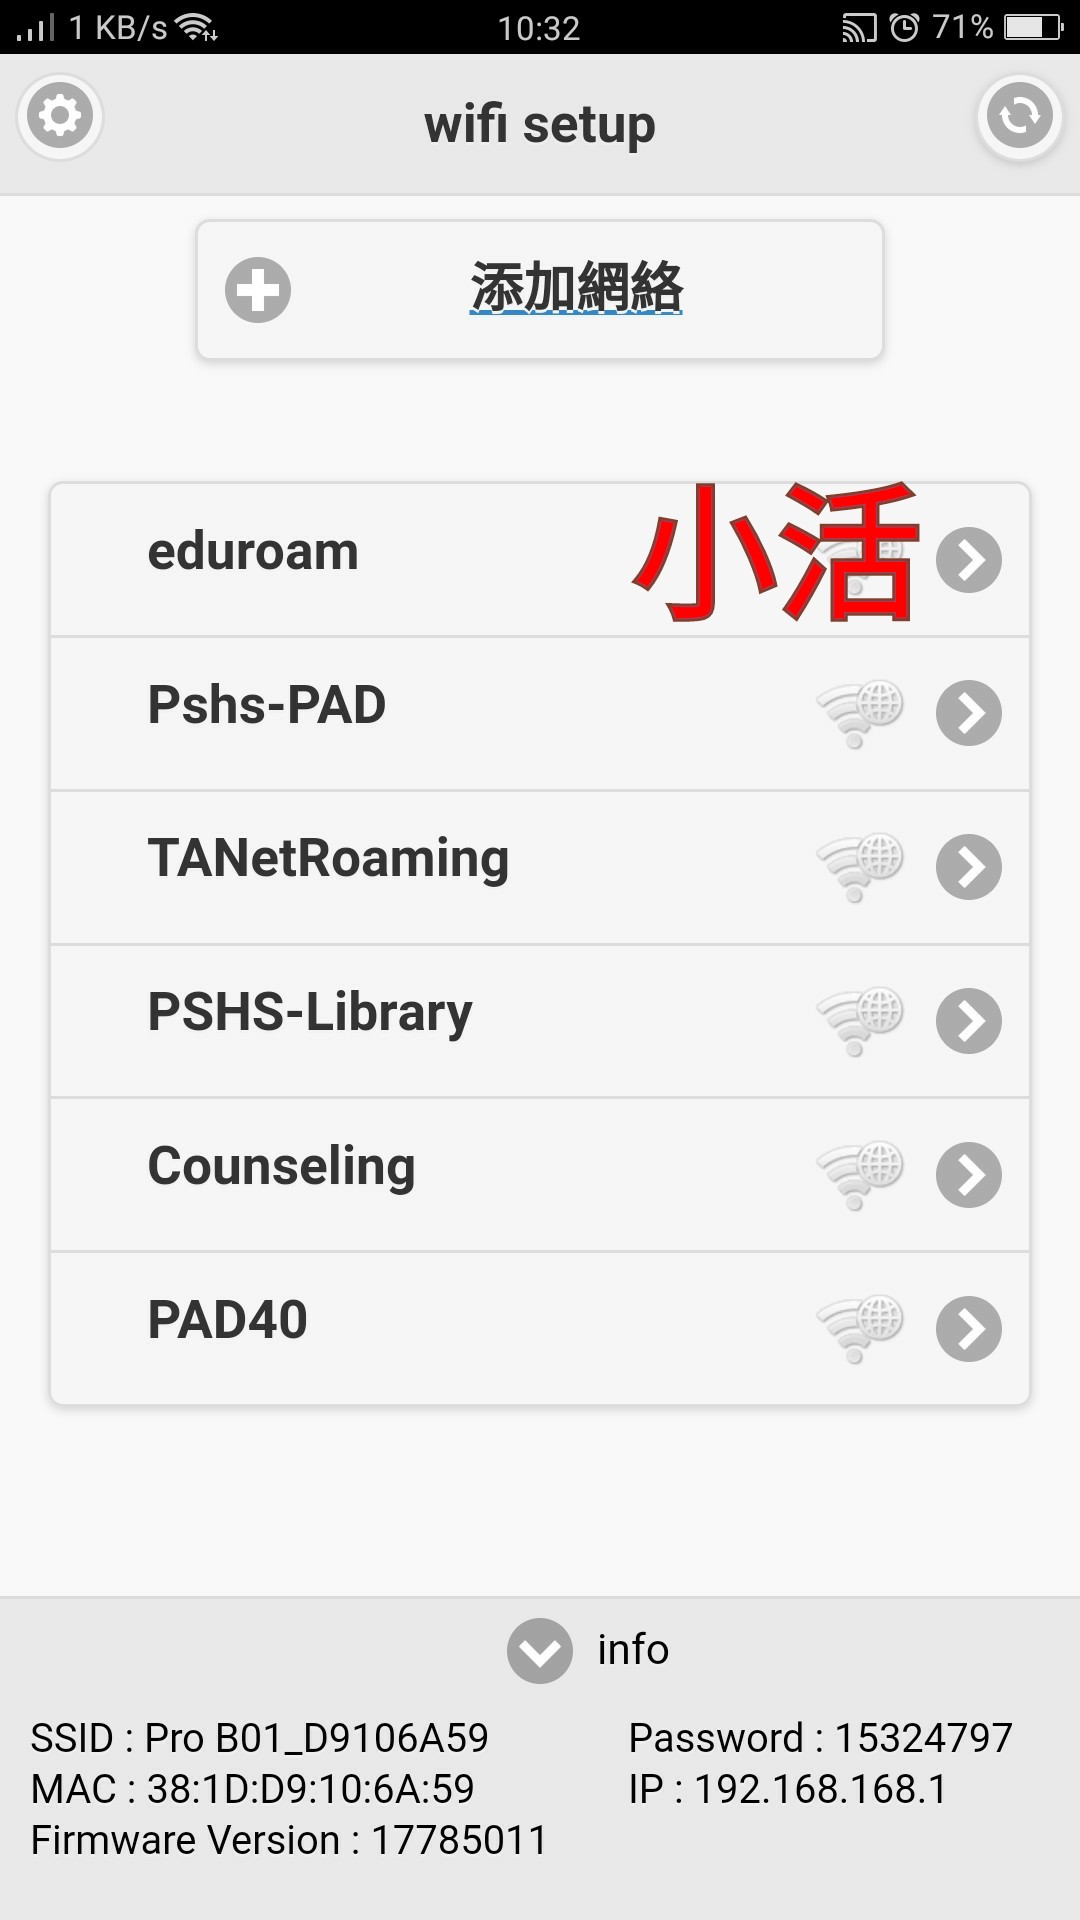 1 KB/s 10:32 71%
wifi setup
添加網絡
eduroam 小活
Pshs-PAD
TANetRoaming
PSHS-Library
Counseling
PAD40
info
SSID : Pro B01_D9106A59 Password : 15324797
MAC : 38:1D:D9:10:6A:59 IP : 192.168.168.1
Firmware Version : 17785011